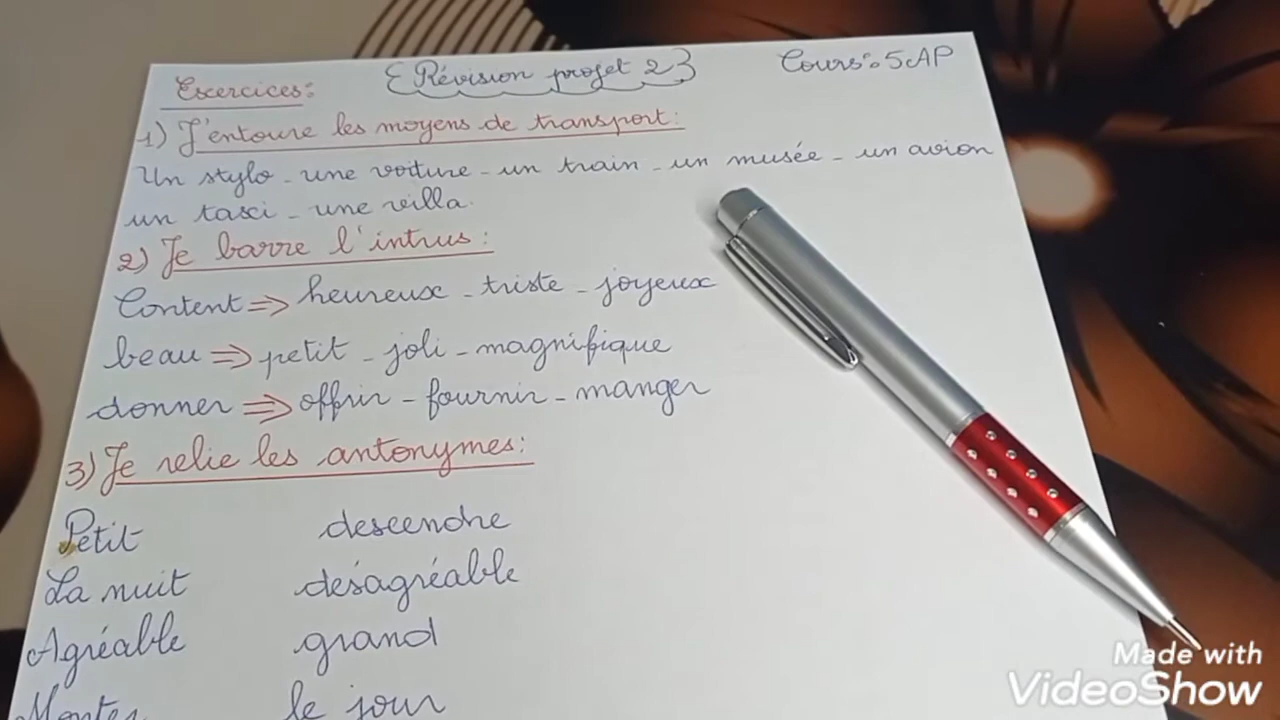 Excercices:
{ Révision projet 2 }
Cours: 5AP
1) J'entoure les moyens de transport:
Un stylo - une voiture - un train - un musée - un avion
un taxi - une villa.
2) Je barre l'intrus:
Content ⇒ heureux - triste - joyeux
beau ⇒ petit - joli - magnifique
donner ⇒ offrir - fournir - manger
3) Je relie les antonymes:
Petit descendre
La nuit désagréable
Agréable grand
Monter le jour
Made with
VideoShow